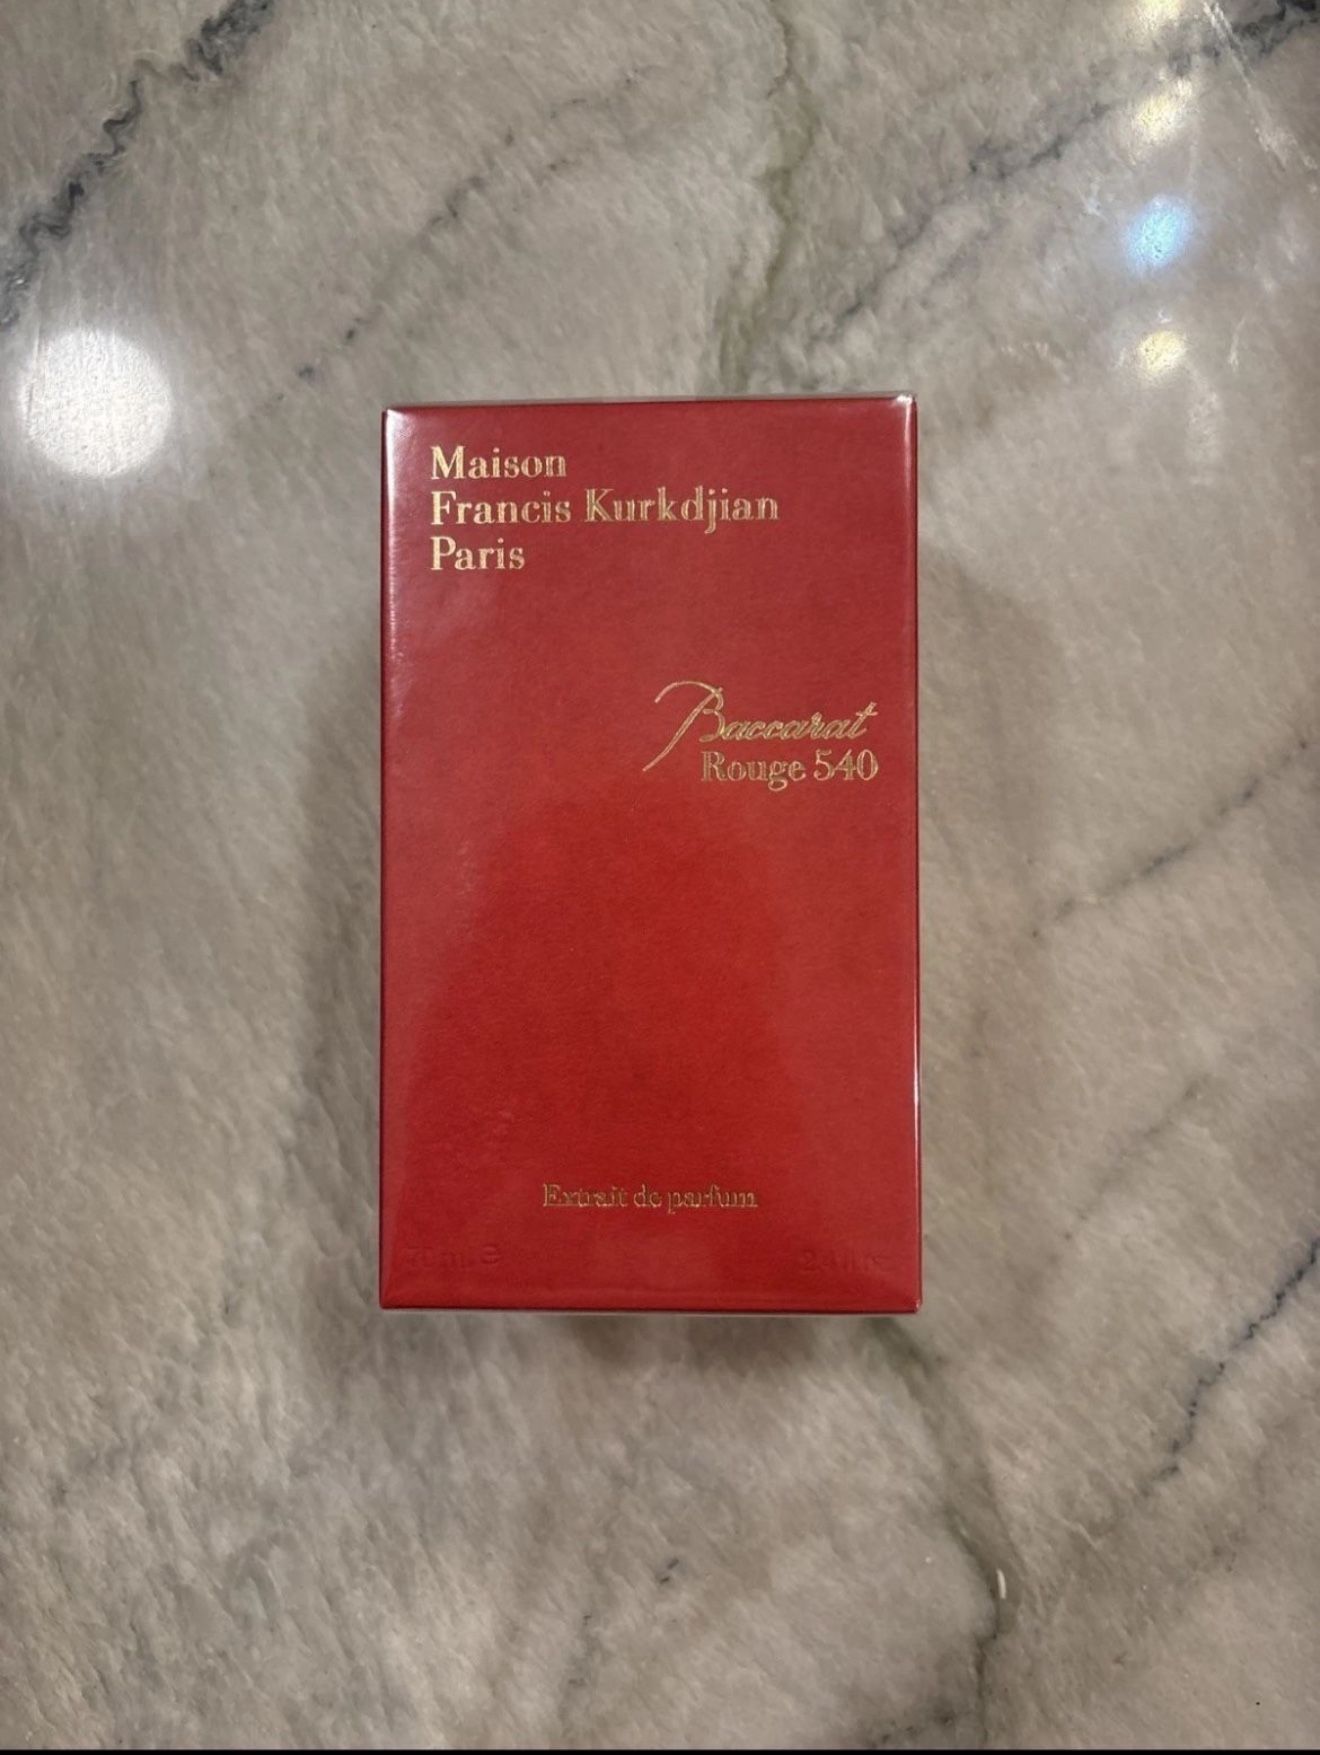 Maison
Francis Kurkdjian
Paris
Baccarat
Rouge 540
Extrait de parfum